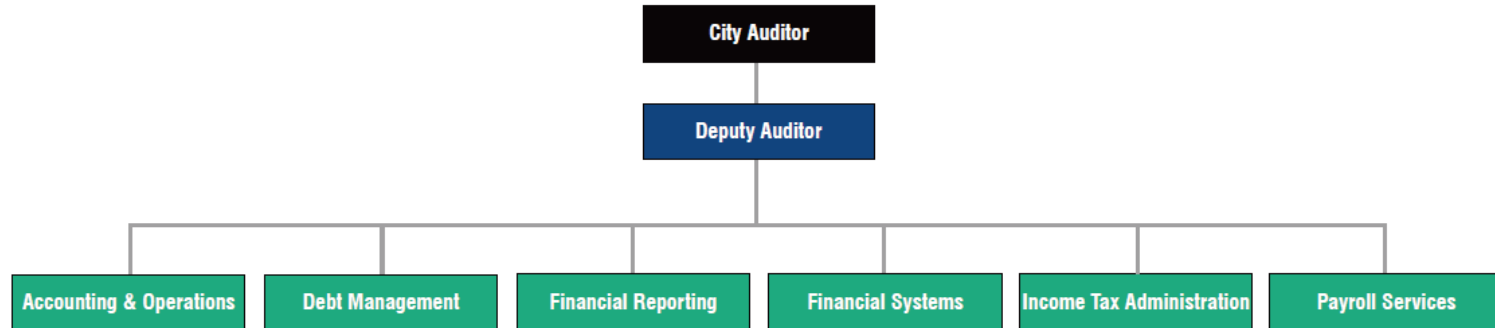 City Auditor
Deputy Auditor
Accounting & Operations
Debt Management
Financial Reporting
Financial Systems
Income Tax Administration
Payroll Services